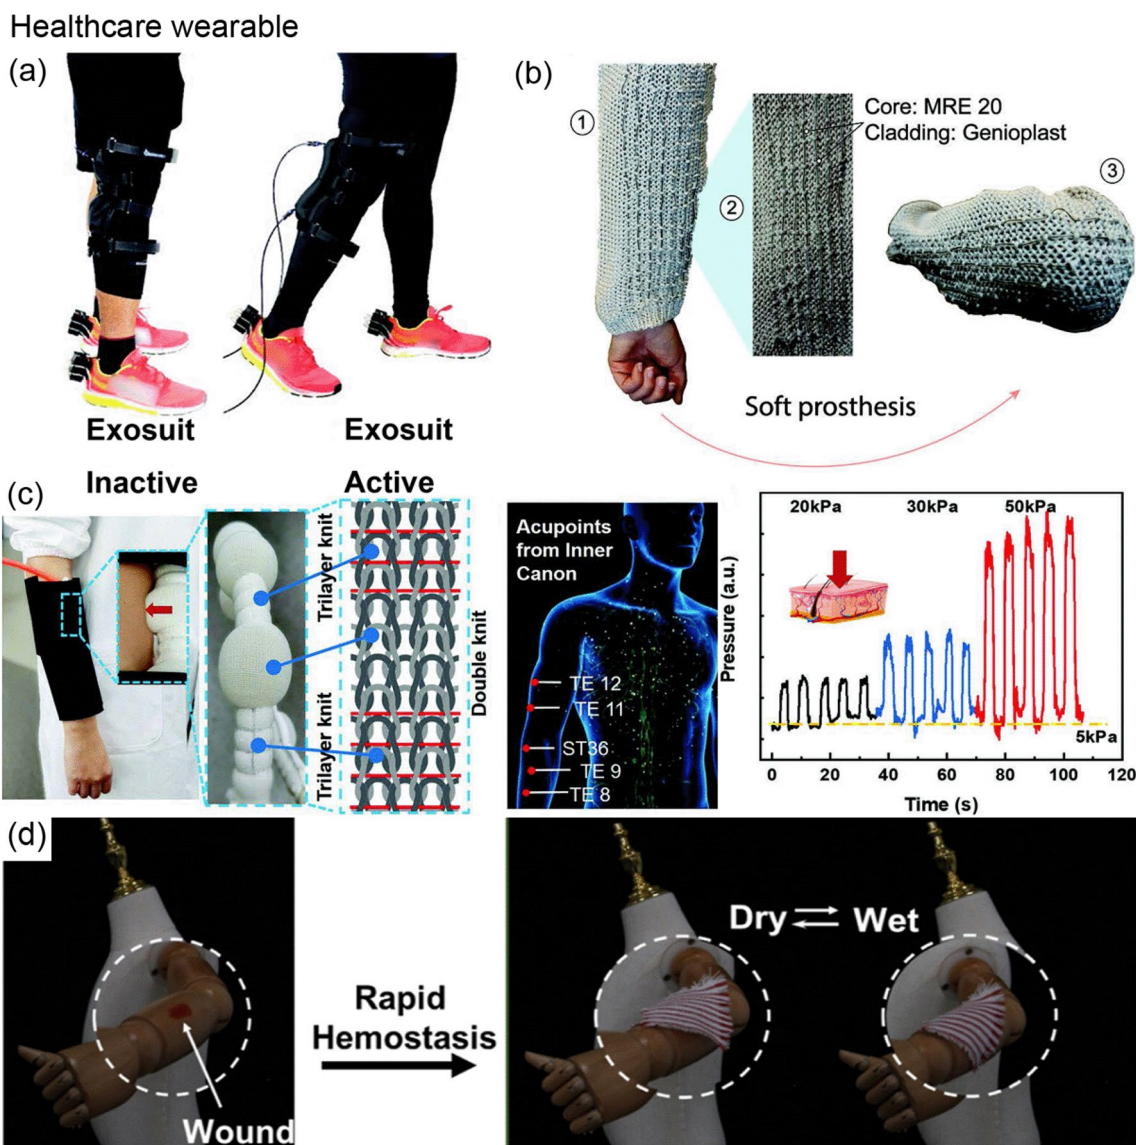 Healthcare wearable
(a)
(b)
Core: MRE 20
Cladding: Genioplast
①
②
③
Soft prosthesis
Exosuit
Inactive
Exosuit
Active
(c)
Trilayer knit
Trilayer knit
Double knit
Acupoints
from Inner
Canon
TE 12
TE 11
ST36
TE 9
TE 8
Pressure (a.u.)
20kPa
30kPa
50kPa
5kPa
0
20
40
60
80
100
120
Time (s)
(d)
Wound
Rapid
Hemostasis
Dry ⇌ Wet